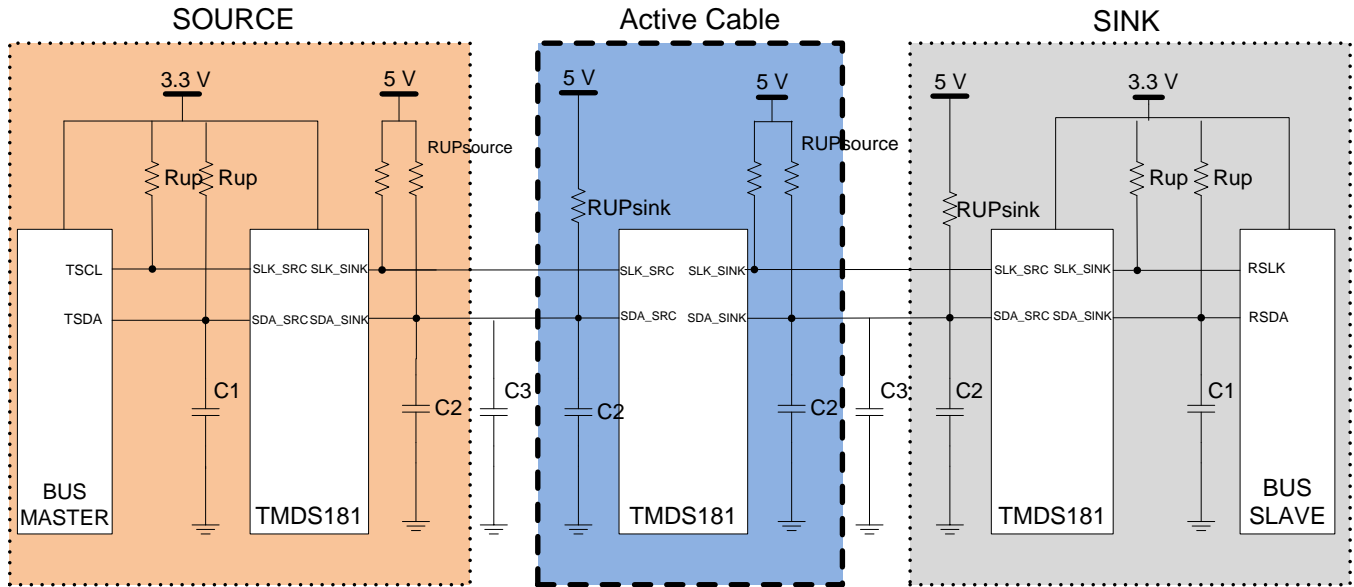 SOURCE
Active Cable
SINK
3.3 V
5 V
5 V
5 V
5 V
3.3 V
RUPsource
RUPsource
Rup
Rup
RUPsink
RUPsink
Rup
Rup
TSCL
SLK_SRC
SLK_SINK
SLK_SRC
SLK_SINK
SLK_SRC
SLK_SINK
RSLK
TSDA
SDA_SRC
SDA_SINK
SDA_SRC
SDA_SINK
SDA_SRC
SDA_SINK
RSDA
C1
C2
C3
C2
C2
C3
C2
C1
BUS
MASTER
TMDS181
TMDS181
TMDS181
BUS
SLAVE